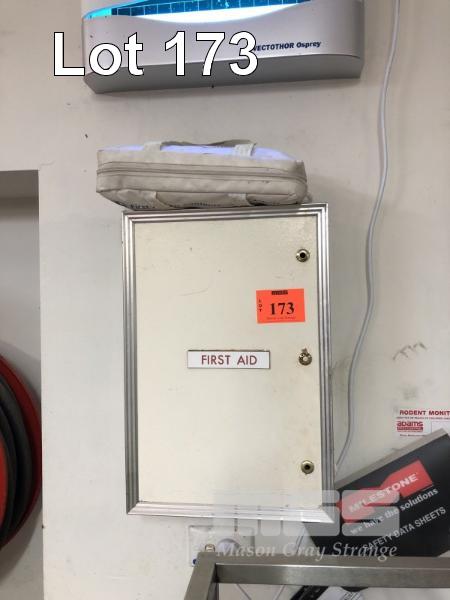 Lot 173
VECTOTHOR Osprey
LOT
173
FIRST AID
RODENT MONIT
adams
MILESTONE
we have the solutions
SAFETY DATA SHEETS
Mason Gray Strange